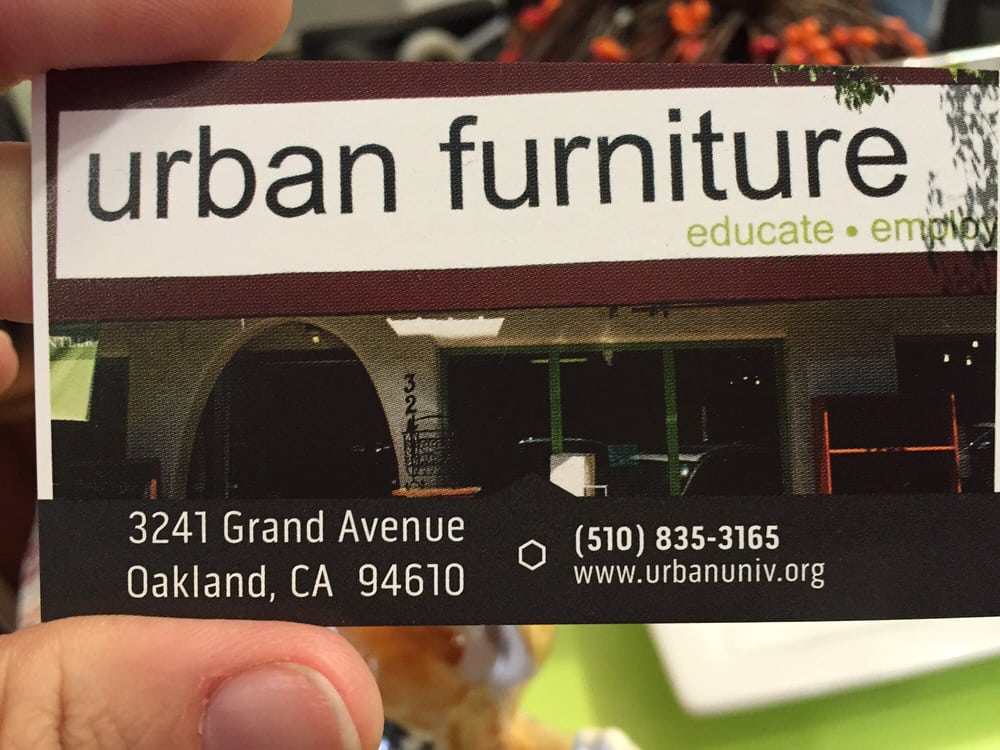 urban furniture
educate • employ
3241 Grand Avenue
Oakland, CA 94610
(510) 835-3165
www.urbanuniv.org